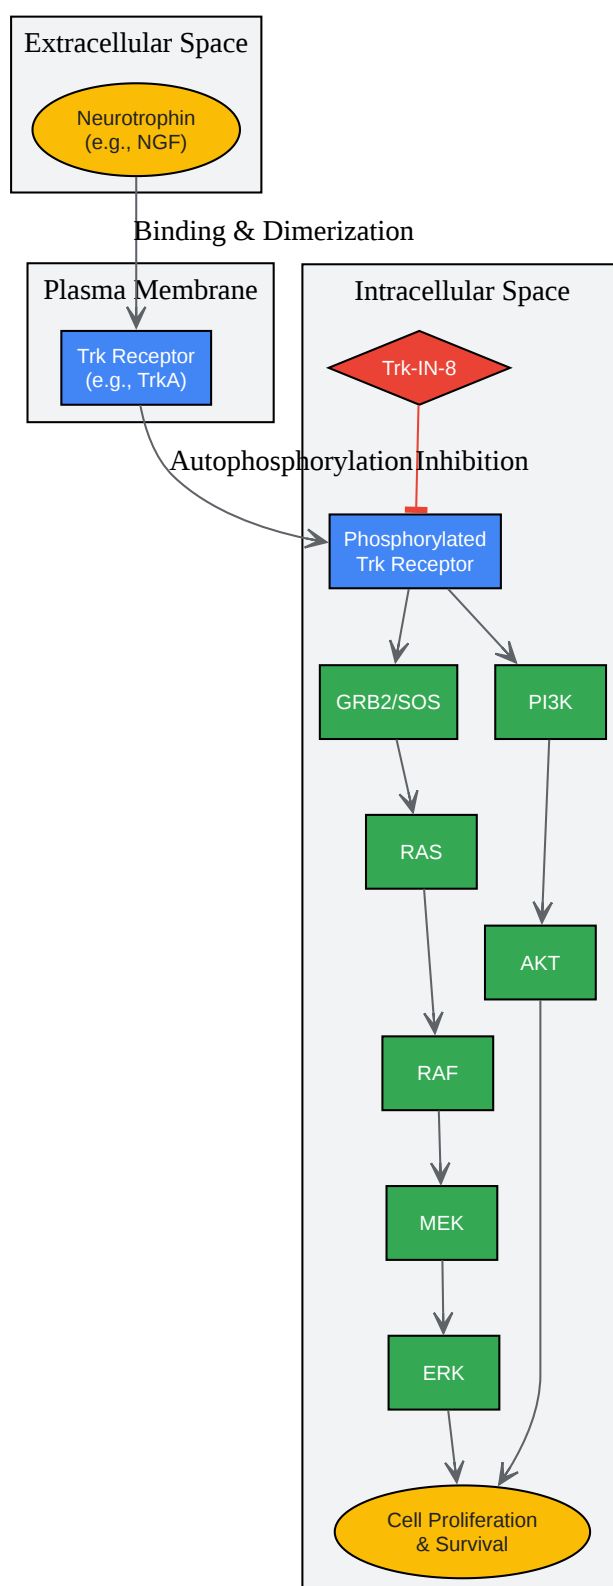 Extracellular Space
Neurotrophin
(e.g., NGF)
Binding & Dimerization
Plasma Membrane
Trk Receptor
(e.g., TrkA)
Intracellular Space
Trk-IN-8
Autophosphorylation
Inhibition
Phosphorylated
Trk Receptor
GRB2/SOS
PI3K
RAS
AKT
RAF
MEK
ERK
Cell Proliferation
& Survival